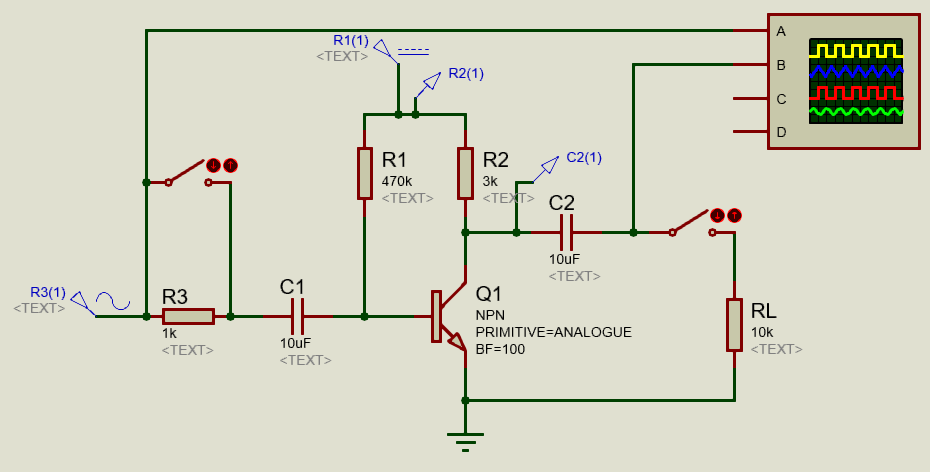 R1(1)
<TEXT>
R2(1)
A
B
C
D
R1
470k
<TEXT>
R2
3k
<TEXT>
C2(1)
C2
10uF
<TEXT>
R3(1)
<TEXT>
R3
1k
<TEXT>
C1
10uF
<TEXT>
Q1
NPN
PRIMITIVE=ANALOGUE
BF=100
RL
10k
<TEXT>